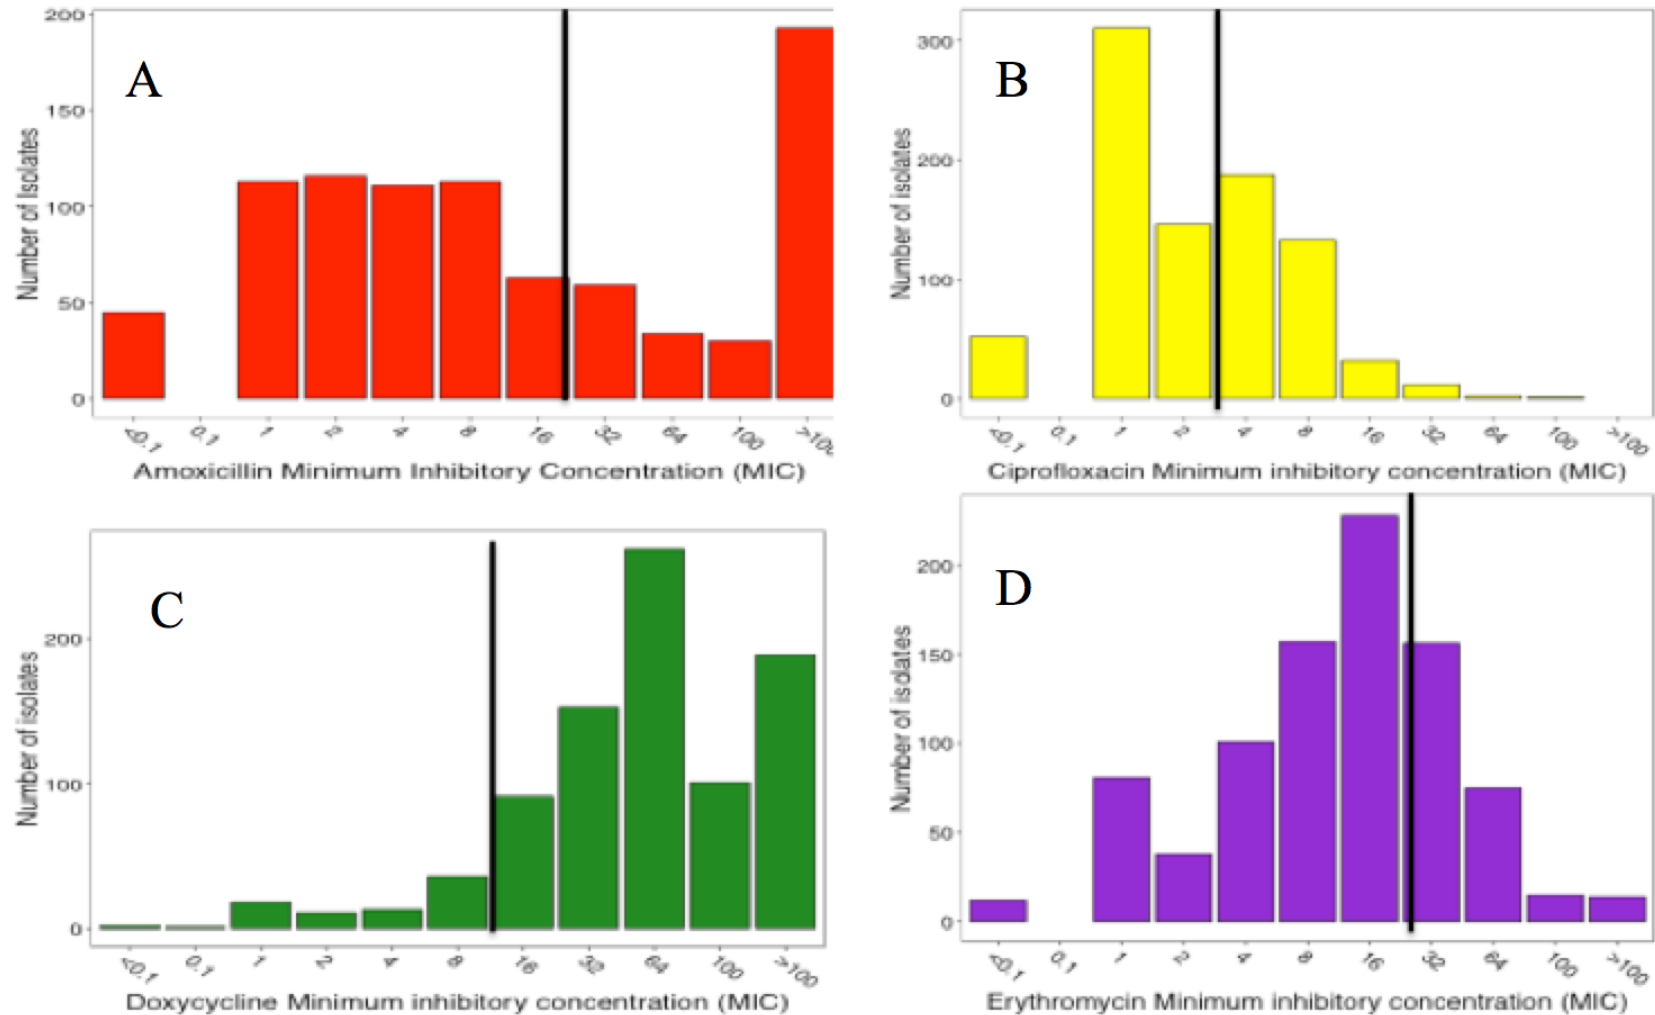 A
Number of Isolates
200
150
100
50
0
<0.1 0.1 1 2 4 8 16 32 64 100 >100
Amoxicillin Minimum Inhibitory Concentration (MIC)
B
Number of isolates
300
200
100
0
<0.1 0.1 1 2 4 8 16 32 64 100 >100
Ciprofloxacin Minimum inhibitory concentration (MIC)
C
Number of isolates
200
100
0
<0.1 0.1 1 2 4 8 16 32 64 100 >100
Doxycycline Minimum inhibitory concentration (MIC)
D
Number of isolates
200
150
100
50
0
<0.1 0.1 1 2 4 8 16 32 64 100 >100
Erythromycin Minimum inhibitory concentration (MIC)